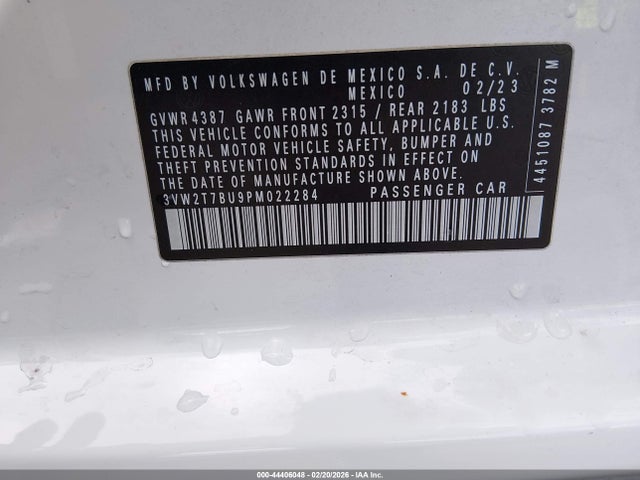 MFD BY VOLKSWAGEN DE MEXICO S.A. DE C.V.
MEXICO 02/23
GVWR 4387 GAWR FRONT 2315 / REAR 2183 LBS
THIS VEHICLE CONFORMS TO ALL APPLICABLE U.S.
FEDERAL MOTOR VEHICLE SAFETY, BUMPER AND
THEFT PREVENTION STANDARDS IN EFFECT ON
THE DATE OF MANUFACTURE SHOWN ABOVE.
3VW2T7BU9PM022284 PASSENGER CAR
4451087 3782 M
000-44406048 - 02/20/2026 - IAA Inc.